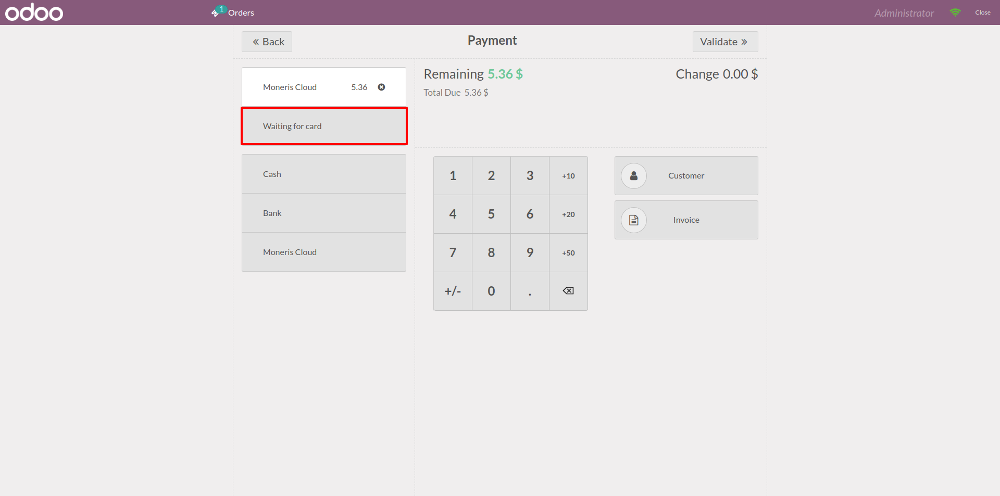 odoo
1 Orders
Administrator
Close
Back
Payment
Validate
Moneris Cloud 5.36
Waiting for card
Cash
Bank
Moneris Cloud
Remaining 5.36 $
Change 0.00 $
Total Due 5.36 $
1 2 3 +10
4 5 6 +20
7 8 9 +50
+/- 0 .
Customer
Invoice